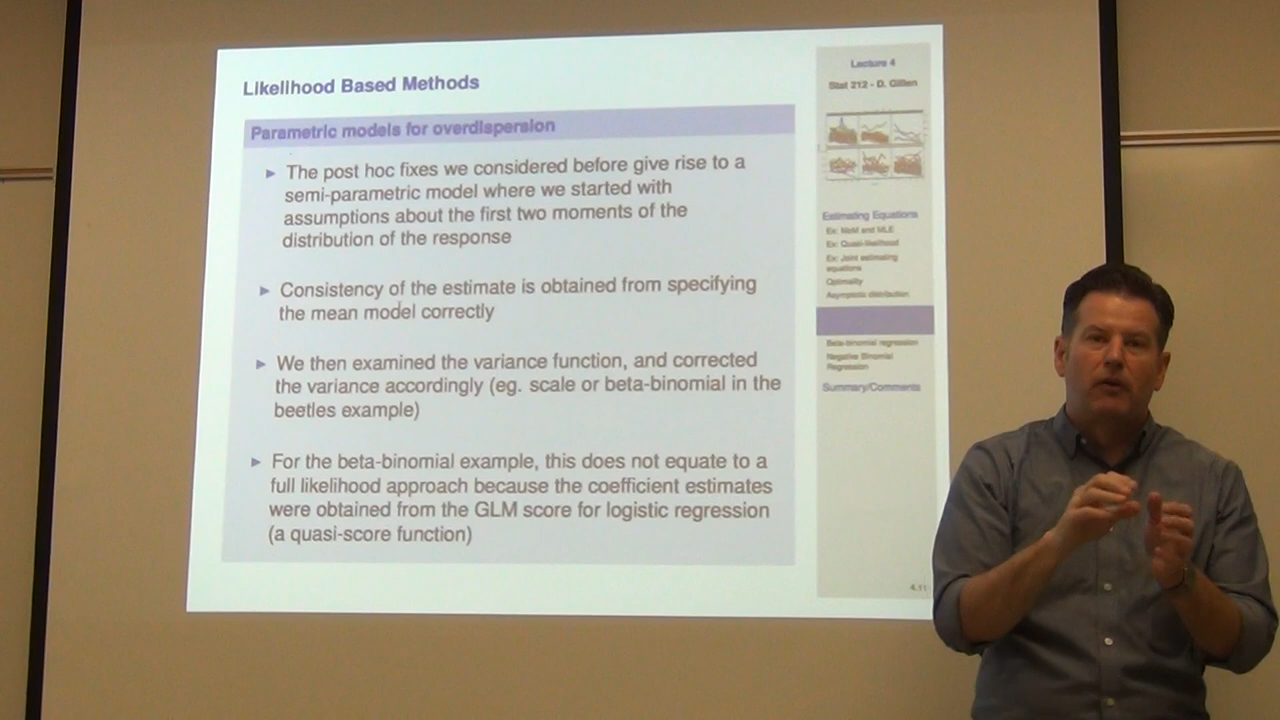 Likelihood Based Methods
Parametric models for overdispersion
The post hoc fixes we considered before give rise to a
semi-parametric model where we started with
assumptions about the first two moments of the
distribution of the response
Consistency of the estimate is obtained from specifying
the mean model correctly
We then examined the variance function, and corrected
the variance accordingly (eg. scale or beta-binomial in the
beetles example)
For the beta-binomial example, this does not equate to a
full likelihood approach because the coefficient estimates
were obtained from the GLM score for logistic regression
(a quasi-score function)
Lecture 4
Stat 212 - D. Gillen
Estimating Equations
Ex: MoM and MLE
Ex: Quasi-likelihood
Ex: Joint estimating
equations
Optimality
Asymptotic distribution
Beta-binomial regression
Negative Binomial
Regression
Summary/Comments
4.11